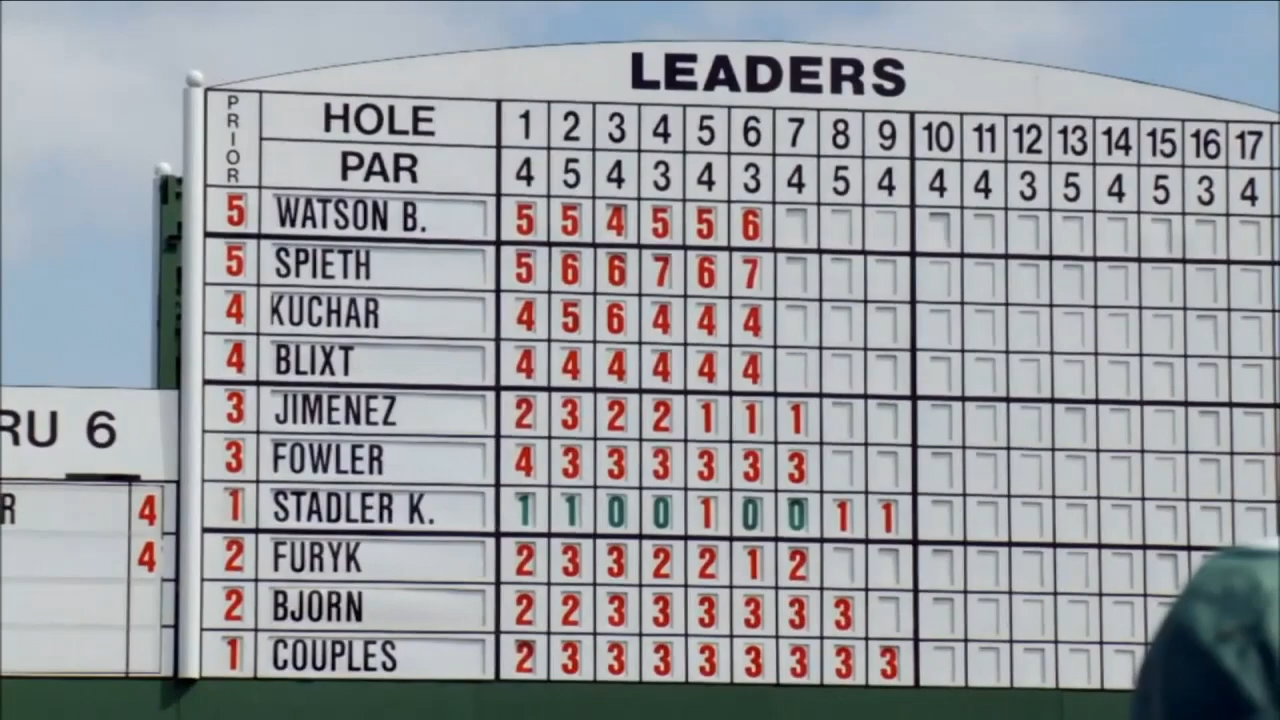 LEADERS
PRIOR HOLE 1 2 3 4 5 6 7 8 9 10 11 12 13 14 15 16 17
PAR 4 5 4 3 4 3 4 5 4 4 4 3 5 4 5 3 4
5 WATSON B. 5 5 4 5 5 6
5 SPIETH 5 6 6 7 6 7
4 KUCHAR 4 5 6 4 4 4
4 BLIXT 4 4 4 4 4 4
3 JIMENEZ 2 3 2 2 1 1 1
3 FOWLER 4 3 3 3 3 3 3
1 STADLER K. 1 1 0 0 1 0 0 1 1
2 FURYK 2 3 3 2 2 1 2
2 BJORN 2 2 3 3 3 3 3 3
1 COUPLES 2 3 3 3 3 3 3 3 3
RU 6
R 4
4